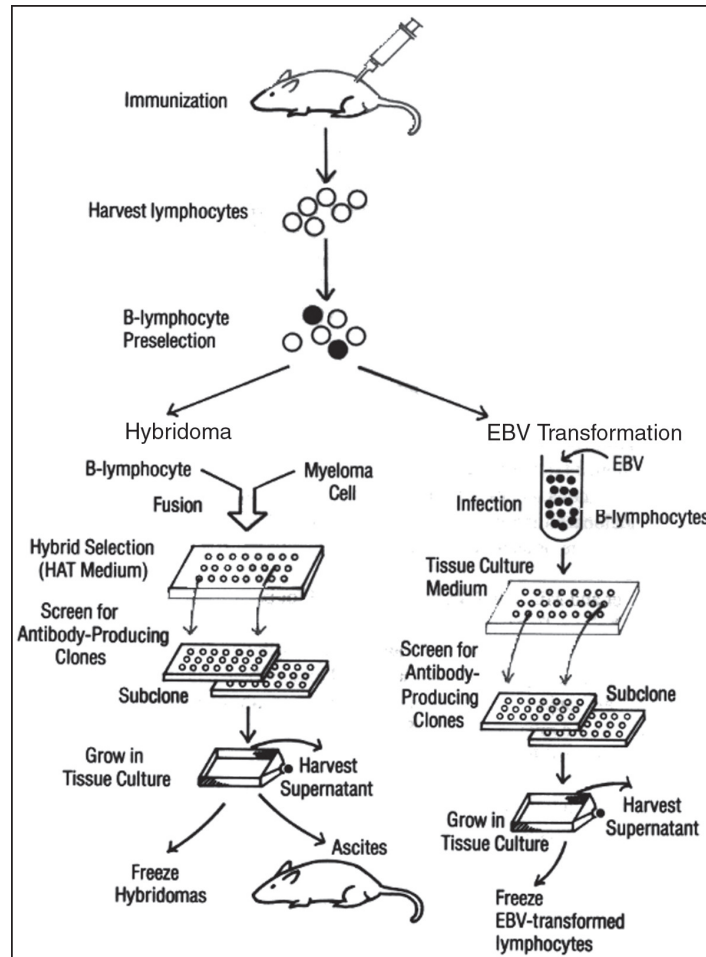 Immunization
Harvest lymphocytes
B-lymphocyte
Preselection
Hybridoma
B-lymphocyte
Myeloma
Cell
Fusion
Hybrid Selection
(HAT Medium)
Screen for
Antibody-Producing
Clones
Subclone
Grow in
Tissue Culture
Harvest
Supernatant
Freeze
Hybridomas
Ascites
EBV Transformation
EBV
Infection
B-lymphocytes
Tissue Culture
Medium
Screen for
Antibody-
Producing
Clones
Subclone
Grow in
Tissue Culture
Harvest
Supernatant
Freeze
EBV-transformed
lymphocytes